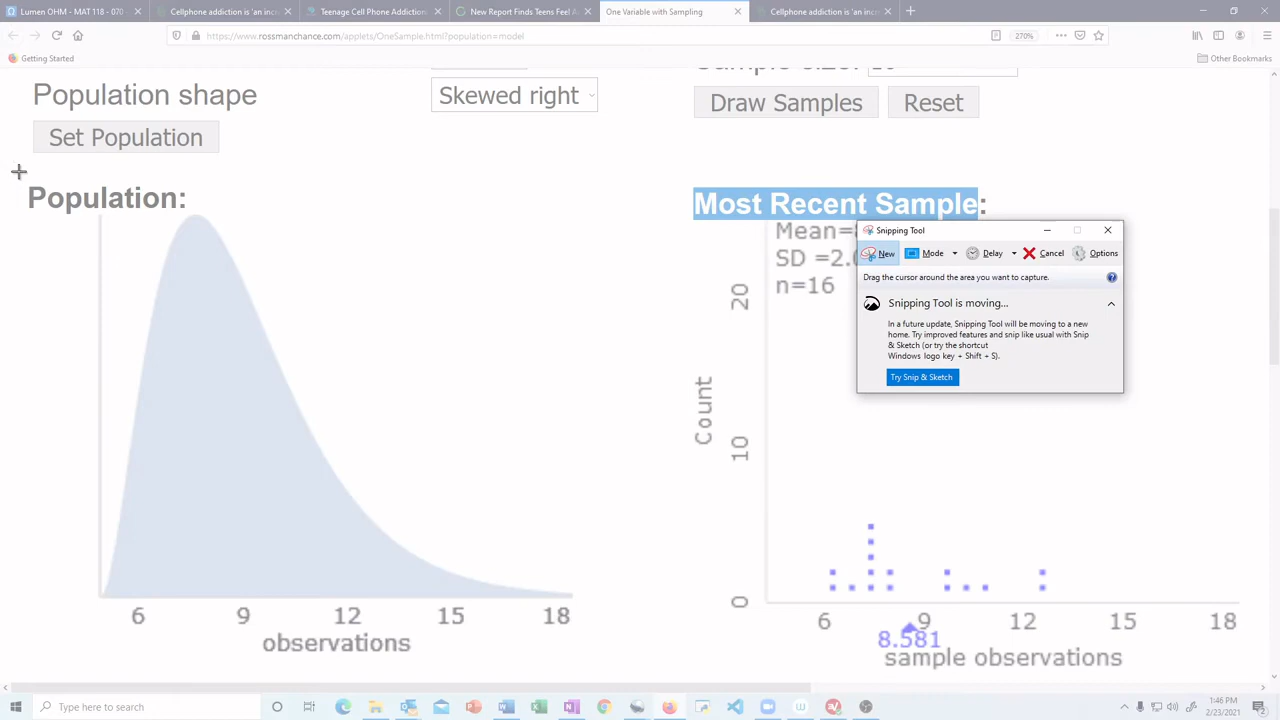 Lumen OHM - MAT 118 - 070
Cellphone addiction is 'an incre
Teenage Cell Phone Addiction
New Report Finds Teens Feel A
One Variable with Sampling
Cellphone addiction is 'an incre
https://www.rossmanchance.com/applets/OneSample.html?population=model
270%
Getting Started
Other Bookmarks
Population shape
Skewed right
Set Population
Draw Samples
Reset
Population:
6 9 12 15 18
observations
Most Recent Sample:
SD =2.
n=16
Count
20
10
0
6 9 12 15 18
8.581
sample observations
Snipping Tool
New Mode Delay Cancel Options
Drag the cursor around the area you want to capture.
Snipping Tool is moving...
In a future update, Snipping Tool will be moving to a new
home. Try improved features and snip like usual with Snip
& Sketch (or try the shortcut
Windows logo key + Shift + S).
Try Snip & Sketch
Type here to search
1:46 PM
2/23/2021